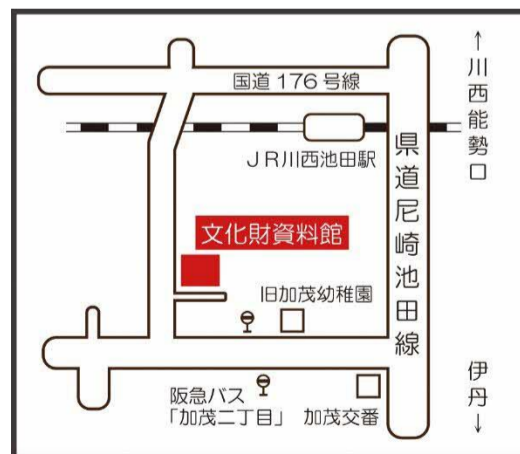 国道176号線
JR川西池田駅
↑川西能勢口
県道尼崎池田線
文化財資料館
旧加茂幼稚園
阪急バス
「加茂二丁目」
加茂交番
伊丹↓